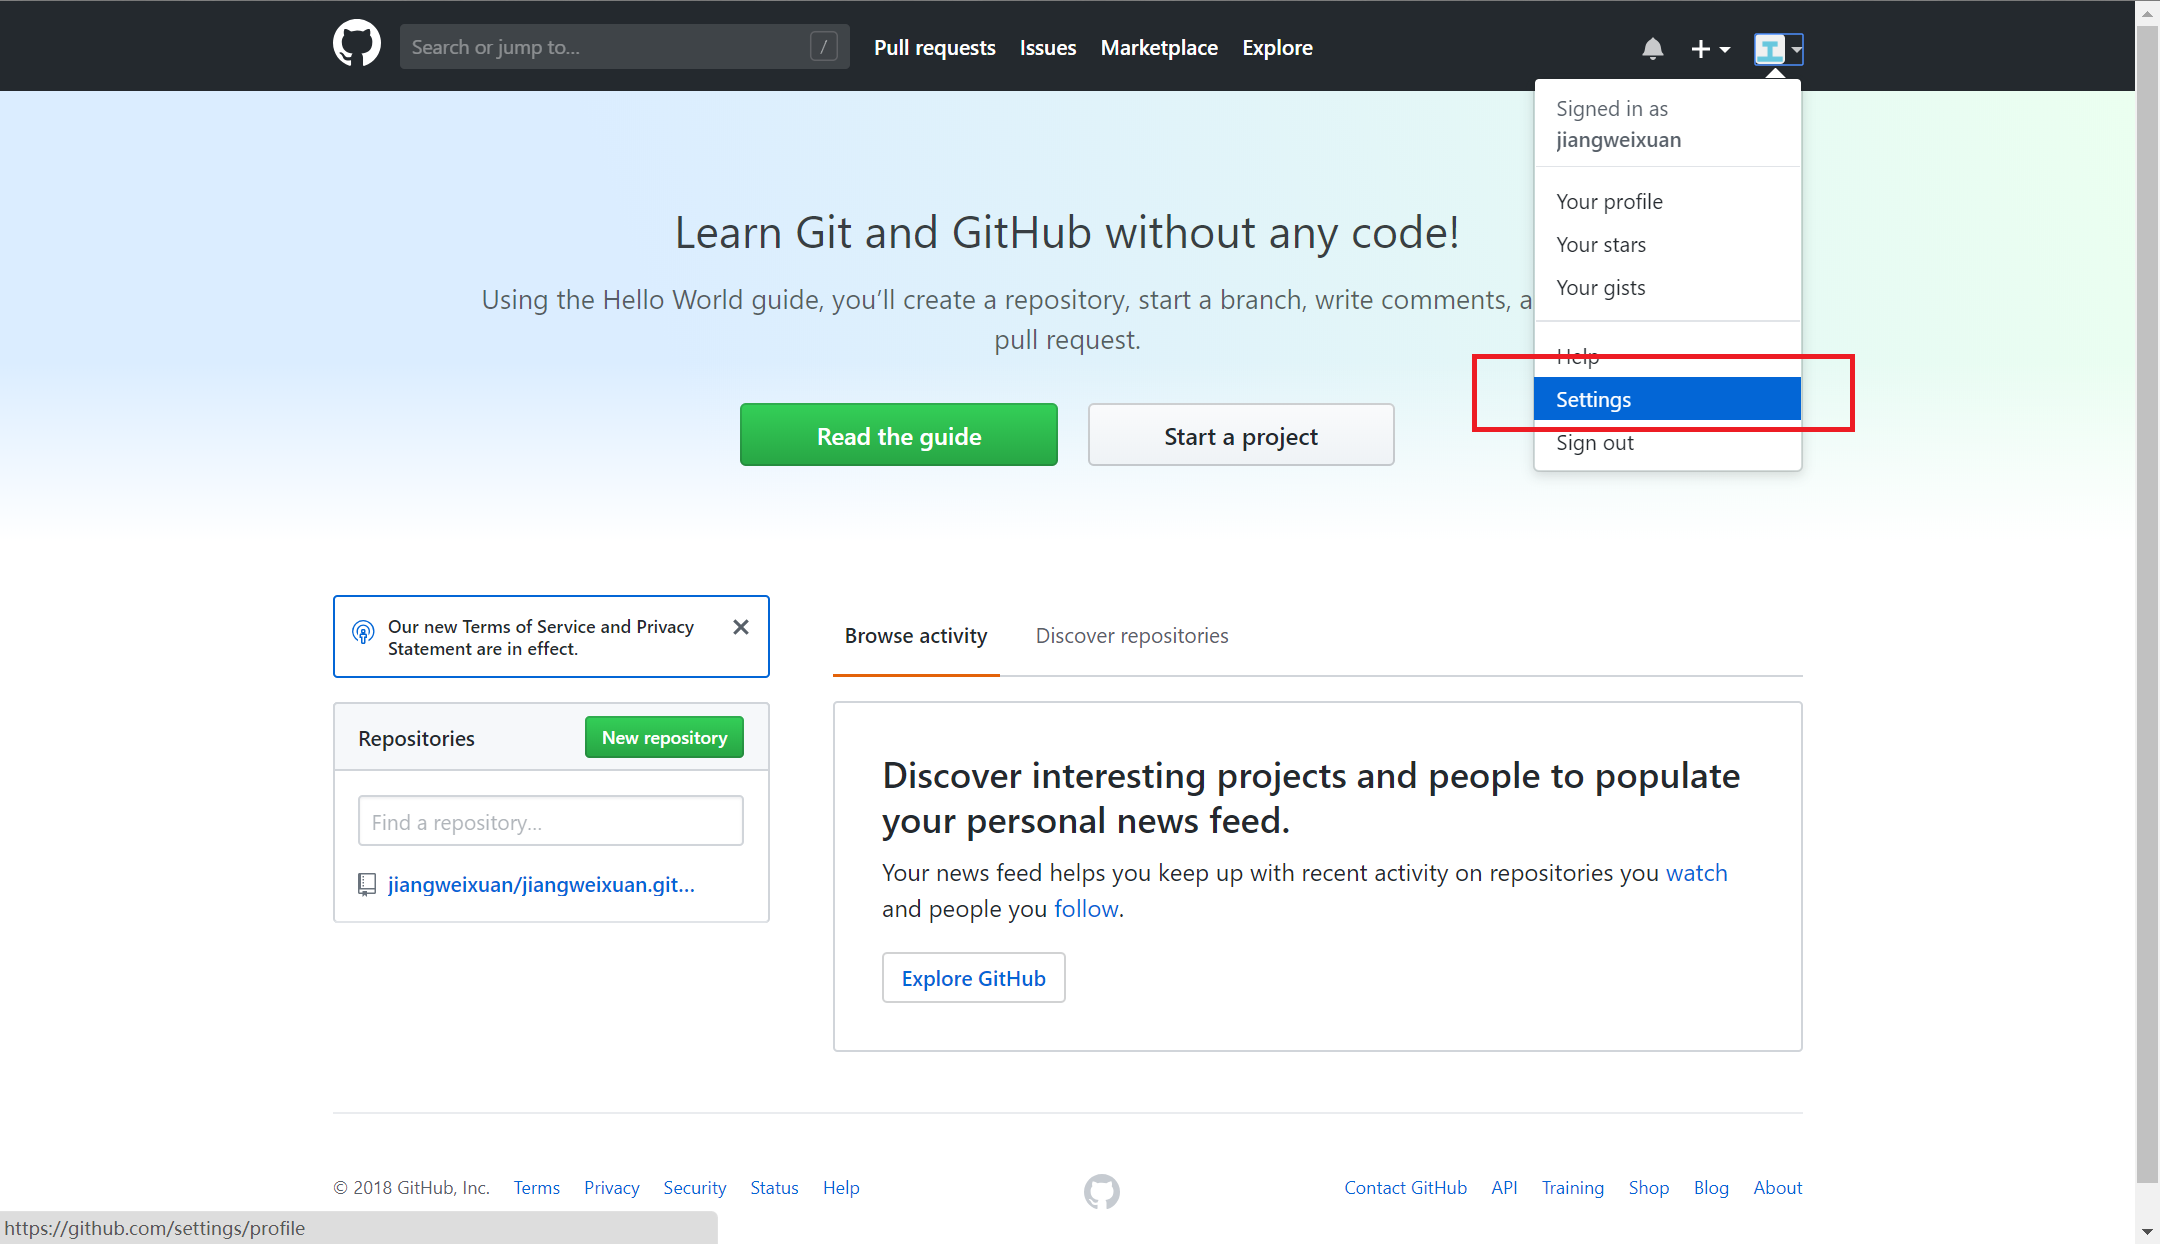 Search or jump to...
/
Pull requests
Issues
Marketplace
Explore
Signed in as
jiangweixuan
Your profile
Your stars
Your gists
Help
Settings
Sign out
Learn Git and GitHub without any code!
Using the Hello World guide, you’ll create a repository, start a branch, write comments, a
pull request.
Read the guide
Start a project
Our new Terms of Service and Privacy
Statement are in effect.
Repositories
New repository
Find a repository...
jiangweixuan/jiangweixuan.git...
Browse activity
Discover repositories
Discover interesting projects and people to populate
your personal news feed.
Your news feed helps you keep up with recent activity on repositories you watch
and people you follow.
Explore GitHub
© 2018 GitHub, Inc.
Terms
Privacy
Security
Status
Help
Contact GitHub
API
Training
Shop
Blog
About
https://github.com/settings/profile